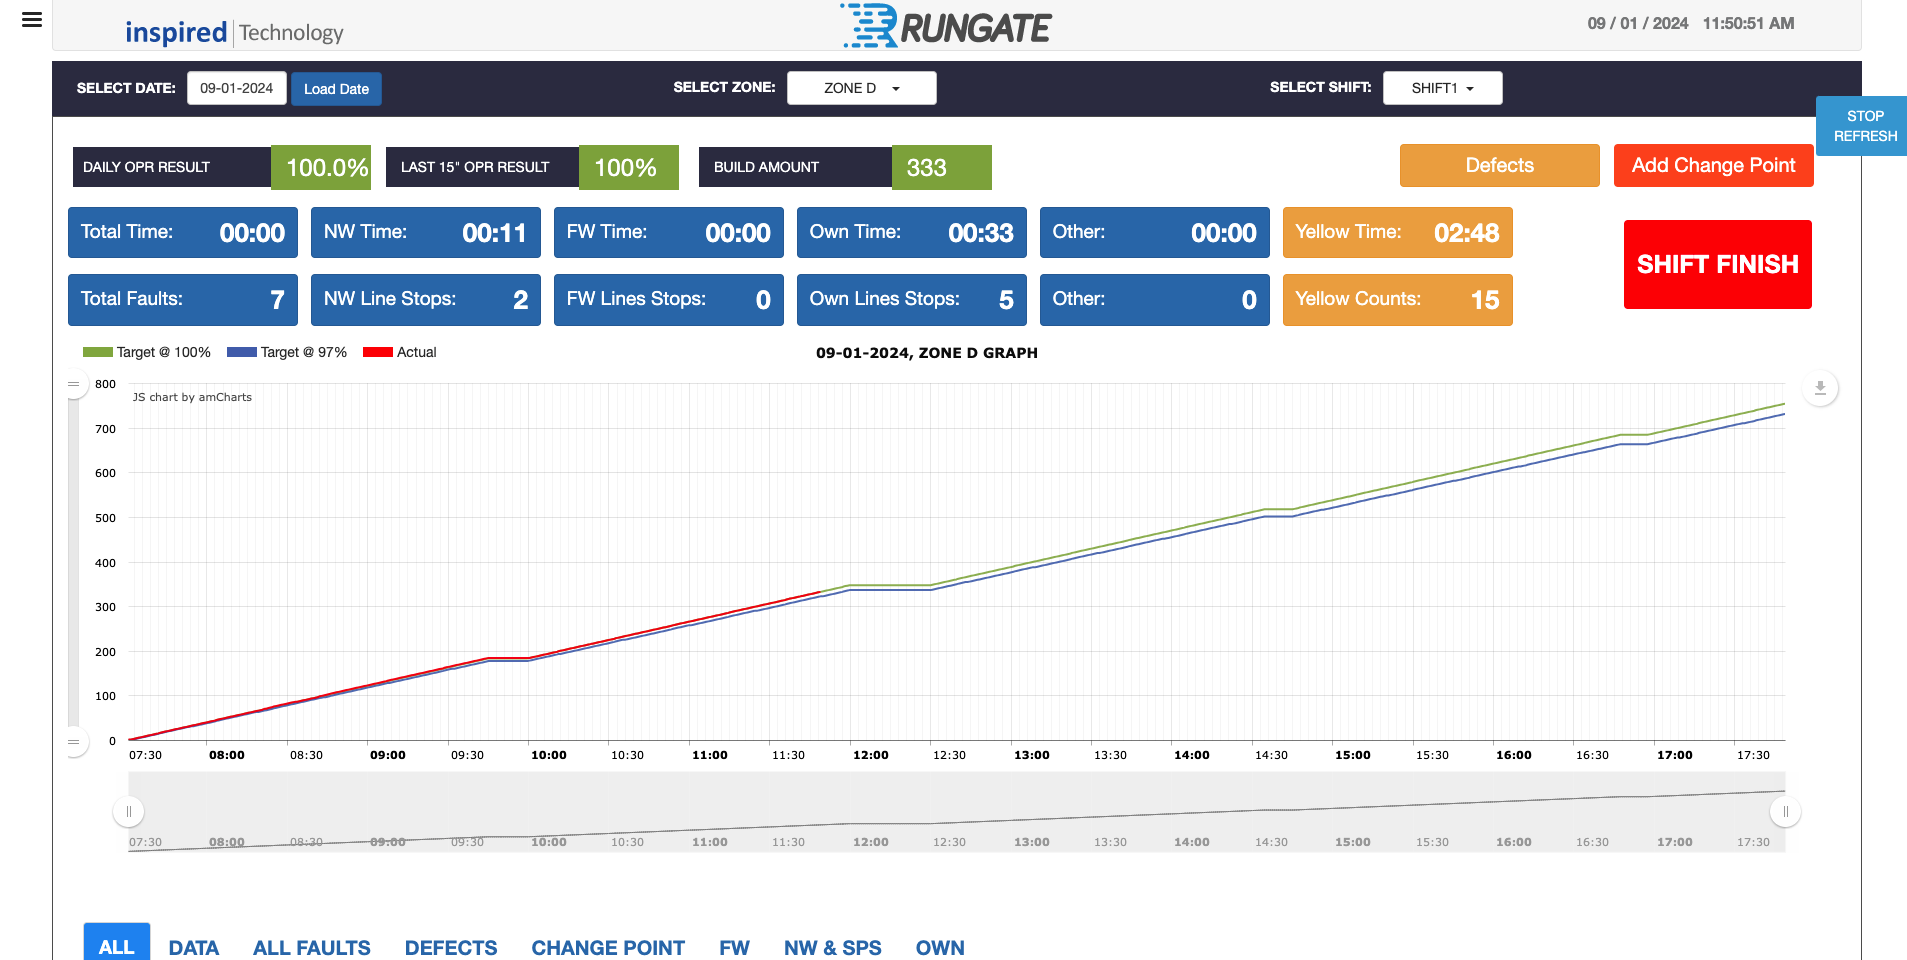 inspired Technology
RUNGATE
09 / 01 / 2024 11:50:51 AM
SELECT DATE: 09-01-2024 Load Date
SELECT ZONE: ZONE D
SELECT SHIFT: SHIFT1
STOP
REFRESH
DAILY OPR RESULT 100.0%
LAST 15" OPR RESULT 100%
BUILD AMOUNT 333
Defects
Add Change Point
Total Time: 00:00
NW Time: 00:11
FW Time: 00:00
Own Time: 00:33
Other: 00:00
Yellow Time: 02:48
SHIFT FINISH
Total Faults: 7
NW Line Stops: 2
FW Lines Stops: 0
Own Lines Stops: 5
Other: 0
Yellow Counts: 15
Target @ 100% Target @ 97% Actual
09-01-2024, ZONE D GRAPH
JS chart by amCharts
800
700
600
500
400
300
200
100
0
07:30 08:00 08:30 09:00 09:30 10:00 10:30 11:00 11:30 12:00 12:30 13:00 13:30 14:00 14:30 15:00 15:30 16:00 16:30 17:00 17:30
07:30 08:00 08:30 09:00 09:30 10:00 10:30 11:00 11:30 12:00 12:30 13:00 13:30 14:00 14:30 15:00 15:30 16:00 16:30 17:00 17:30
ALL DATA ALL FAULTS DEFECTS CHANGE POINT FW NW & SPS OWN